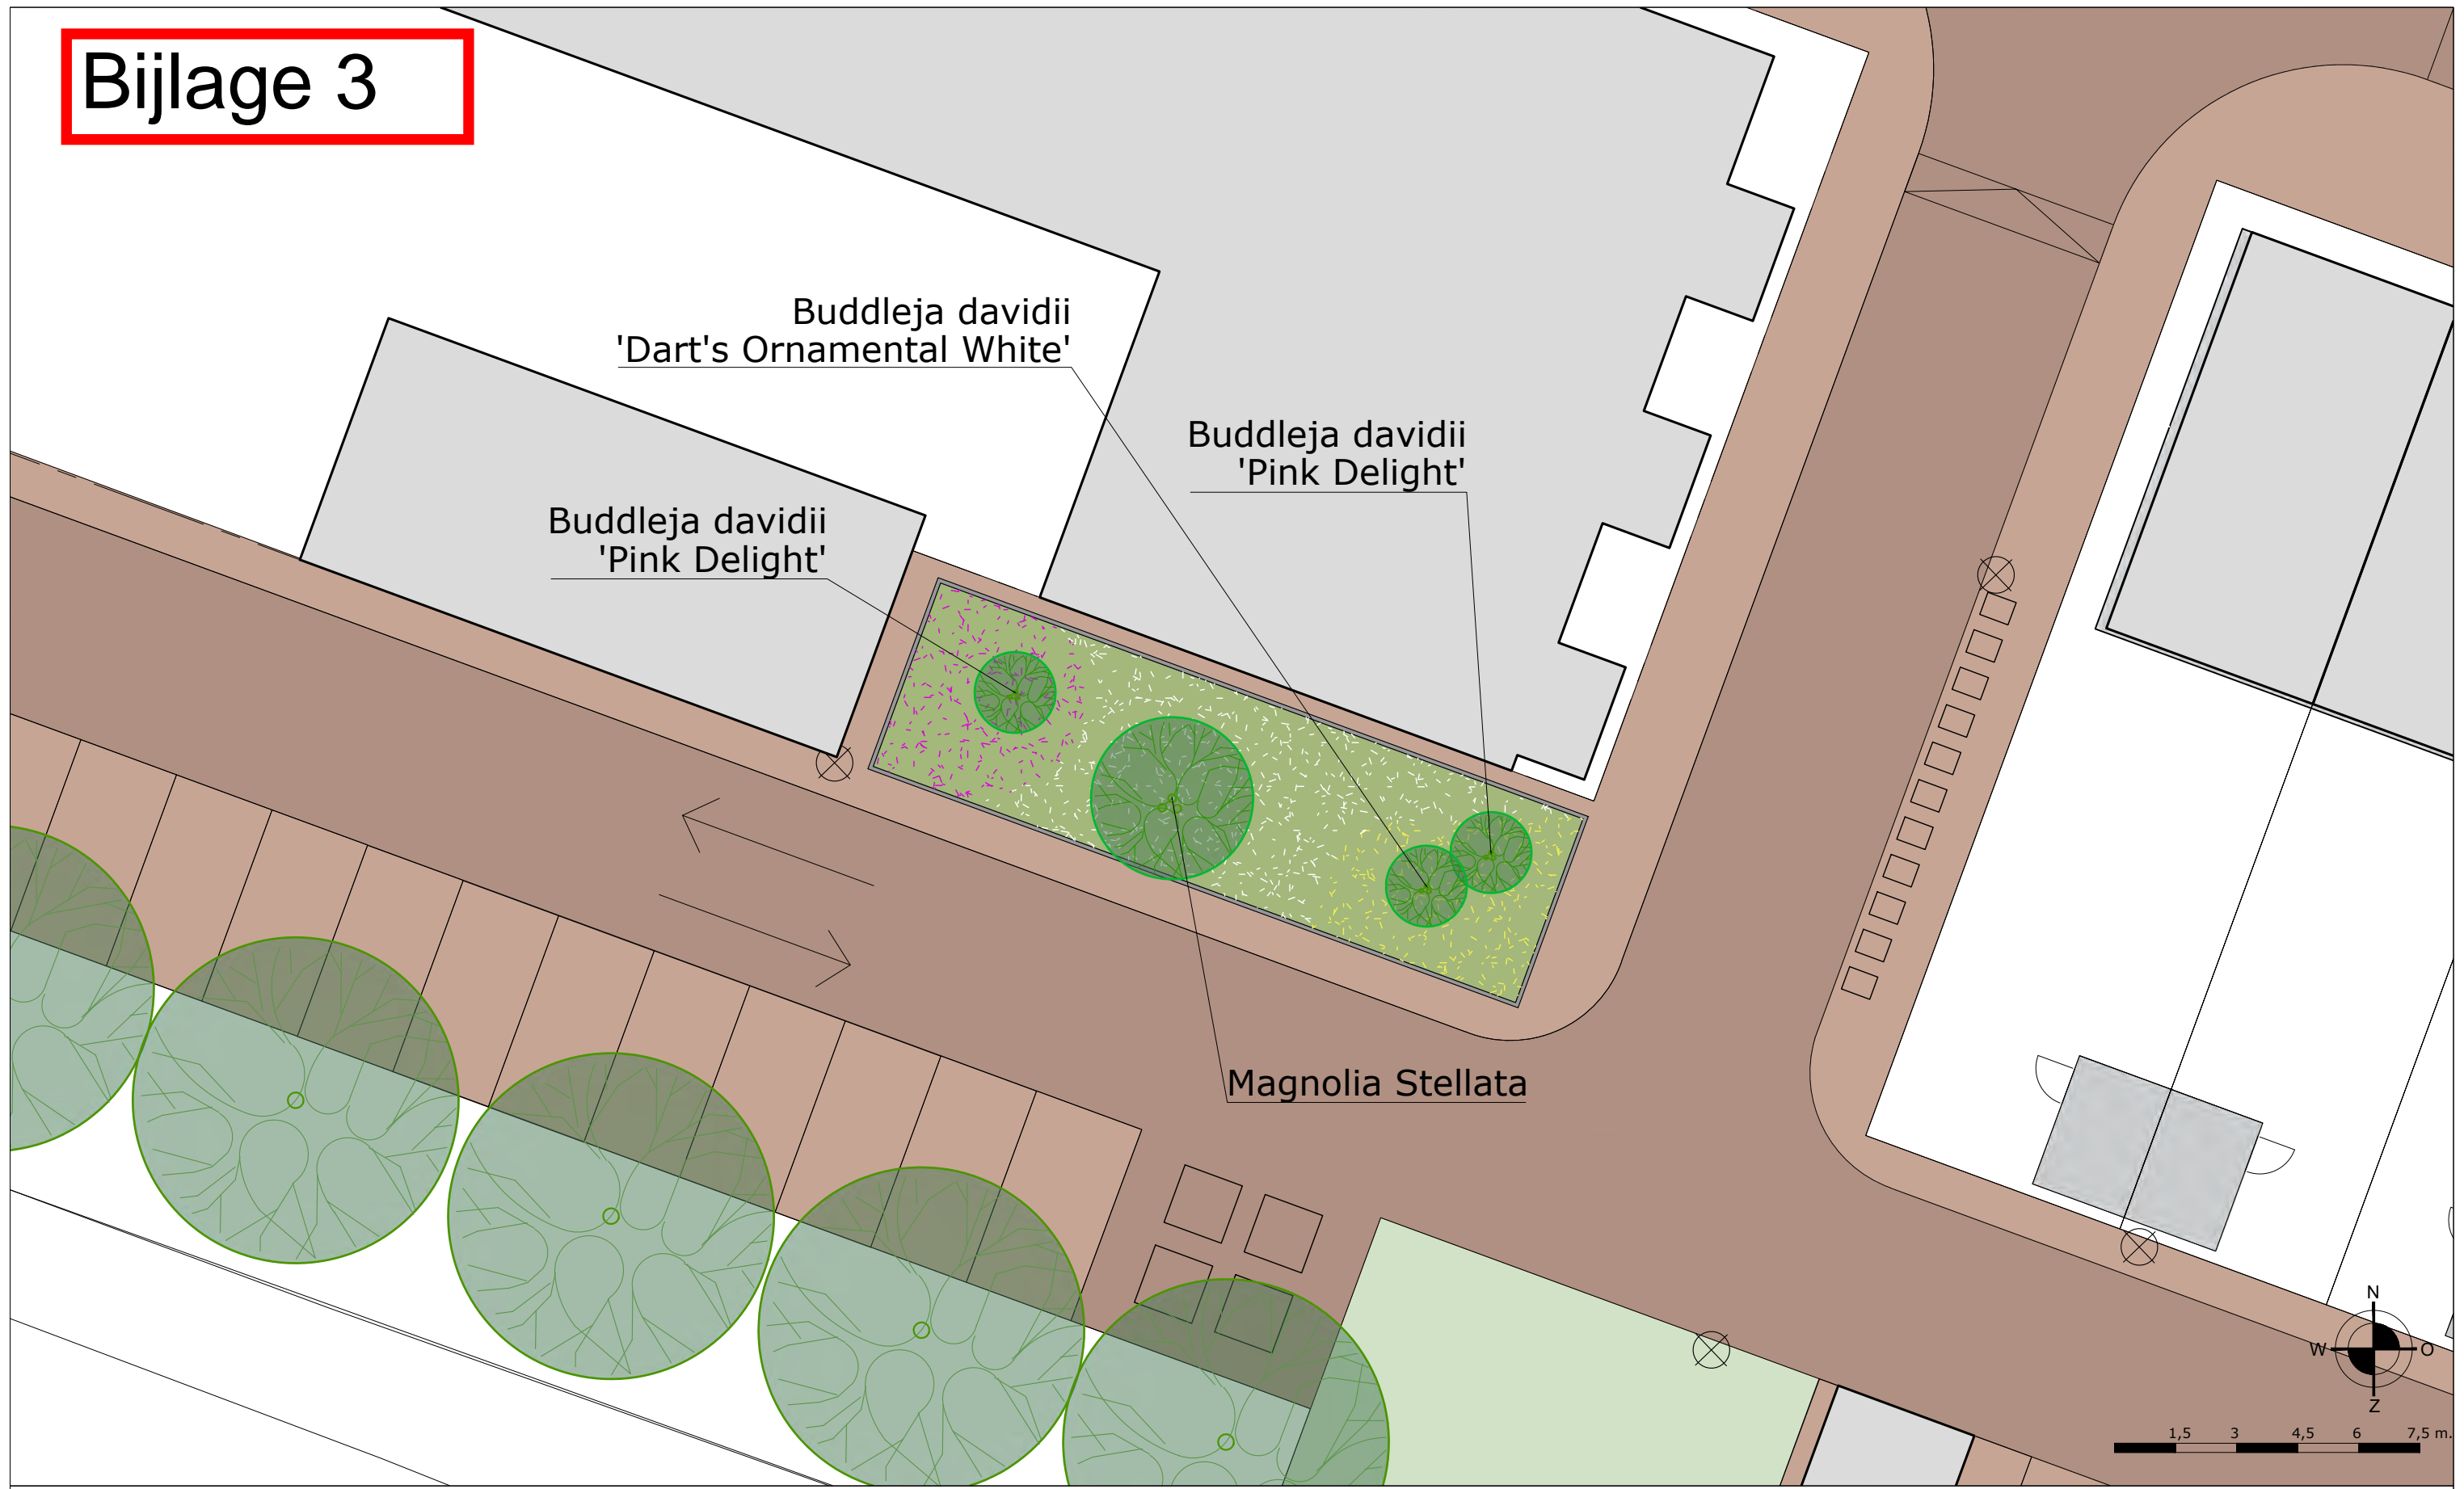 Bijlage 3
Buddleja davidii
'Dart's Ornamental White'
Buddleja davidii
'Pink Delight'
Buddleja davidii
'Pink Delight'
Magnolia Stellata
N
W
O
Z
1,5 3 4,5 6 7,5 m.